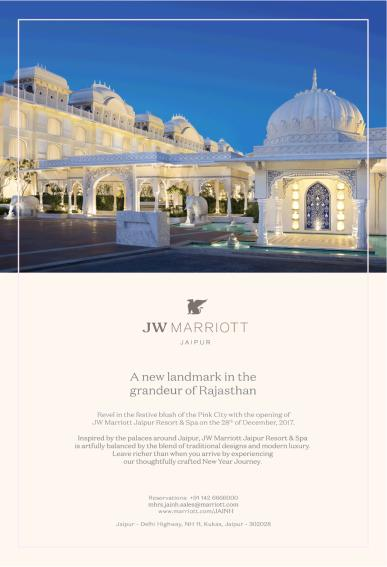 JW MARRIOTT
JAIPUR
A new landmark in the
grandeur of Rajasthan
Revel in the festive blush of the Pink City with the opening of
JW Marriott Jaipur Resort & Spa on the 28th of December, 2017.
Inspired by the palaces around Jaipur, JW Marriott Jaipur Resort & Spa
is artfully balanced by the blend of traditional designs and modern luxury.
Leave richer than when you arrive by experiencing
our thoughtfully crafted New Year Journey.
Reservations: +91 142 6666000
mhrs.jainh.sales@marriott.com
www.marriott.com/JAINH
Jaipur - Delhi Highway, NH 11, Kukas, Jaipur - 302028